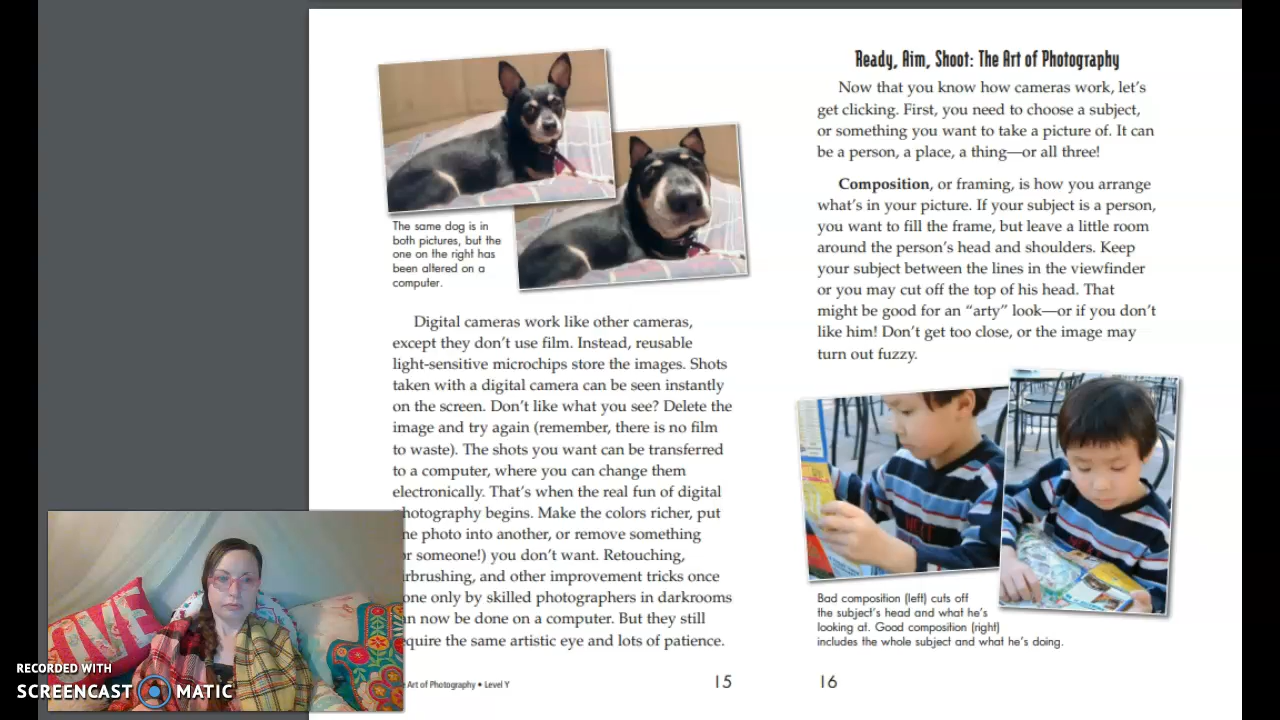 The same dog is in
both pictures, but the
one on the right has
been altered on a
computer.
Digital cameras work like other cameras,
except they don't use film. Instead, reusable
light-sensitive microchips store the images. Shots
taken with a digital camera can be seen instantly
on the screen. Don't like what you see? Delete the
image and try again (remember, there is no film
to waste). The shots you want can be transferred
to a computer, where you can change them
electronically. That's when the real fun of digital
photography begins. Make the colors richer, put
one photo into another, or remove something
(or someone!) you don't want. Retouching,
airbrushing, and other improvement tricks once
done only by skilled photographers in darkrooms
can now be done on a computer. But they still
require the same artistic eye and lots of patience.
Art of Photography • Level Y
15
Ready, Aim, Shoot: The Art of Photography
Now that you know how cameras work, let's
get clicking. First, you need to choose a subject,
or something you want to take a picture of. It can
be a person, a place, a thing—or all three!
Composition, or framing, is how you arrange
what's in your picture. If your subject is a person,
you want to fill the frame, but leave a little room
around the person's head and shoulders. Keep
your subject between the lines in the viewfinder
or you may cut off the top of his head. That
might be good for an "arty" look—or if you don't
like him! Don't get too close, or the image may
turn out fuzzy.
Bad composition (left) cuts off
the subject's head and what he's
looking at. Good composition (right)
includes the whole subject and what he's doing.
16
RECORDED WITH
SCREENCAST MATIC